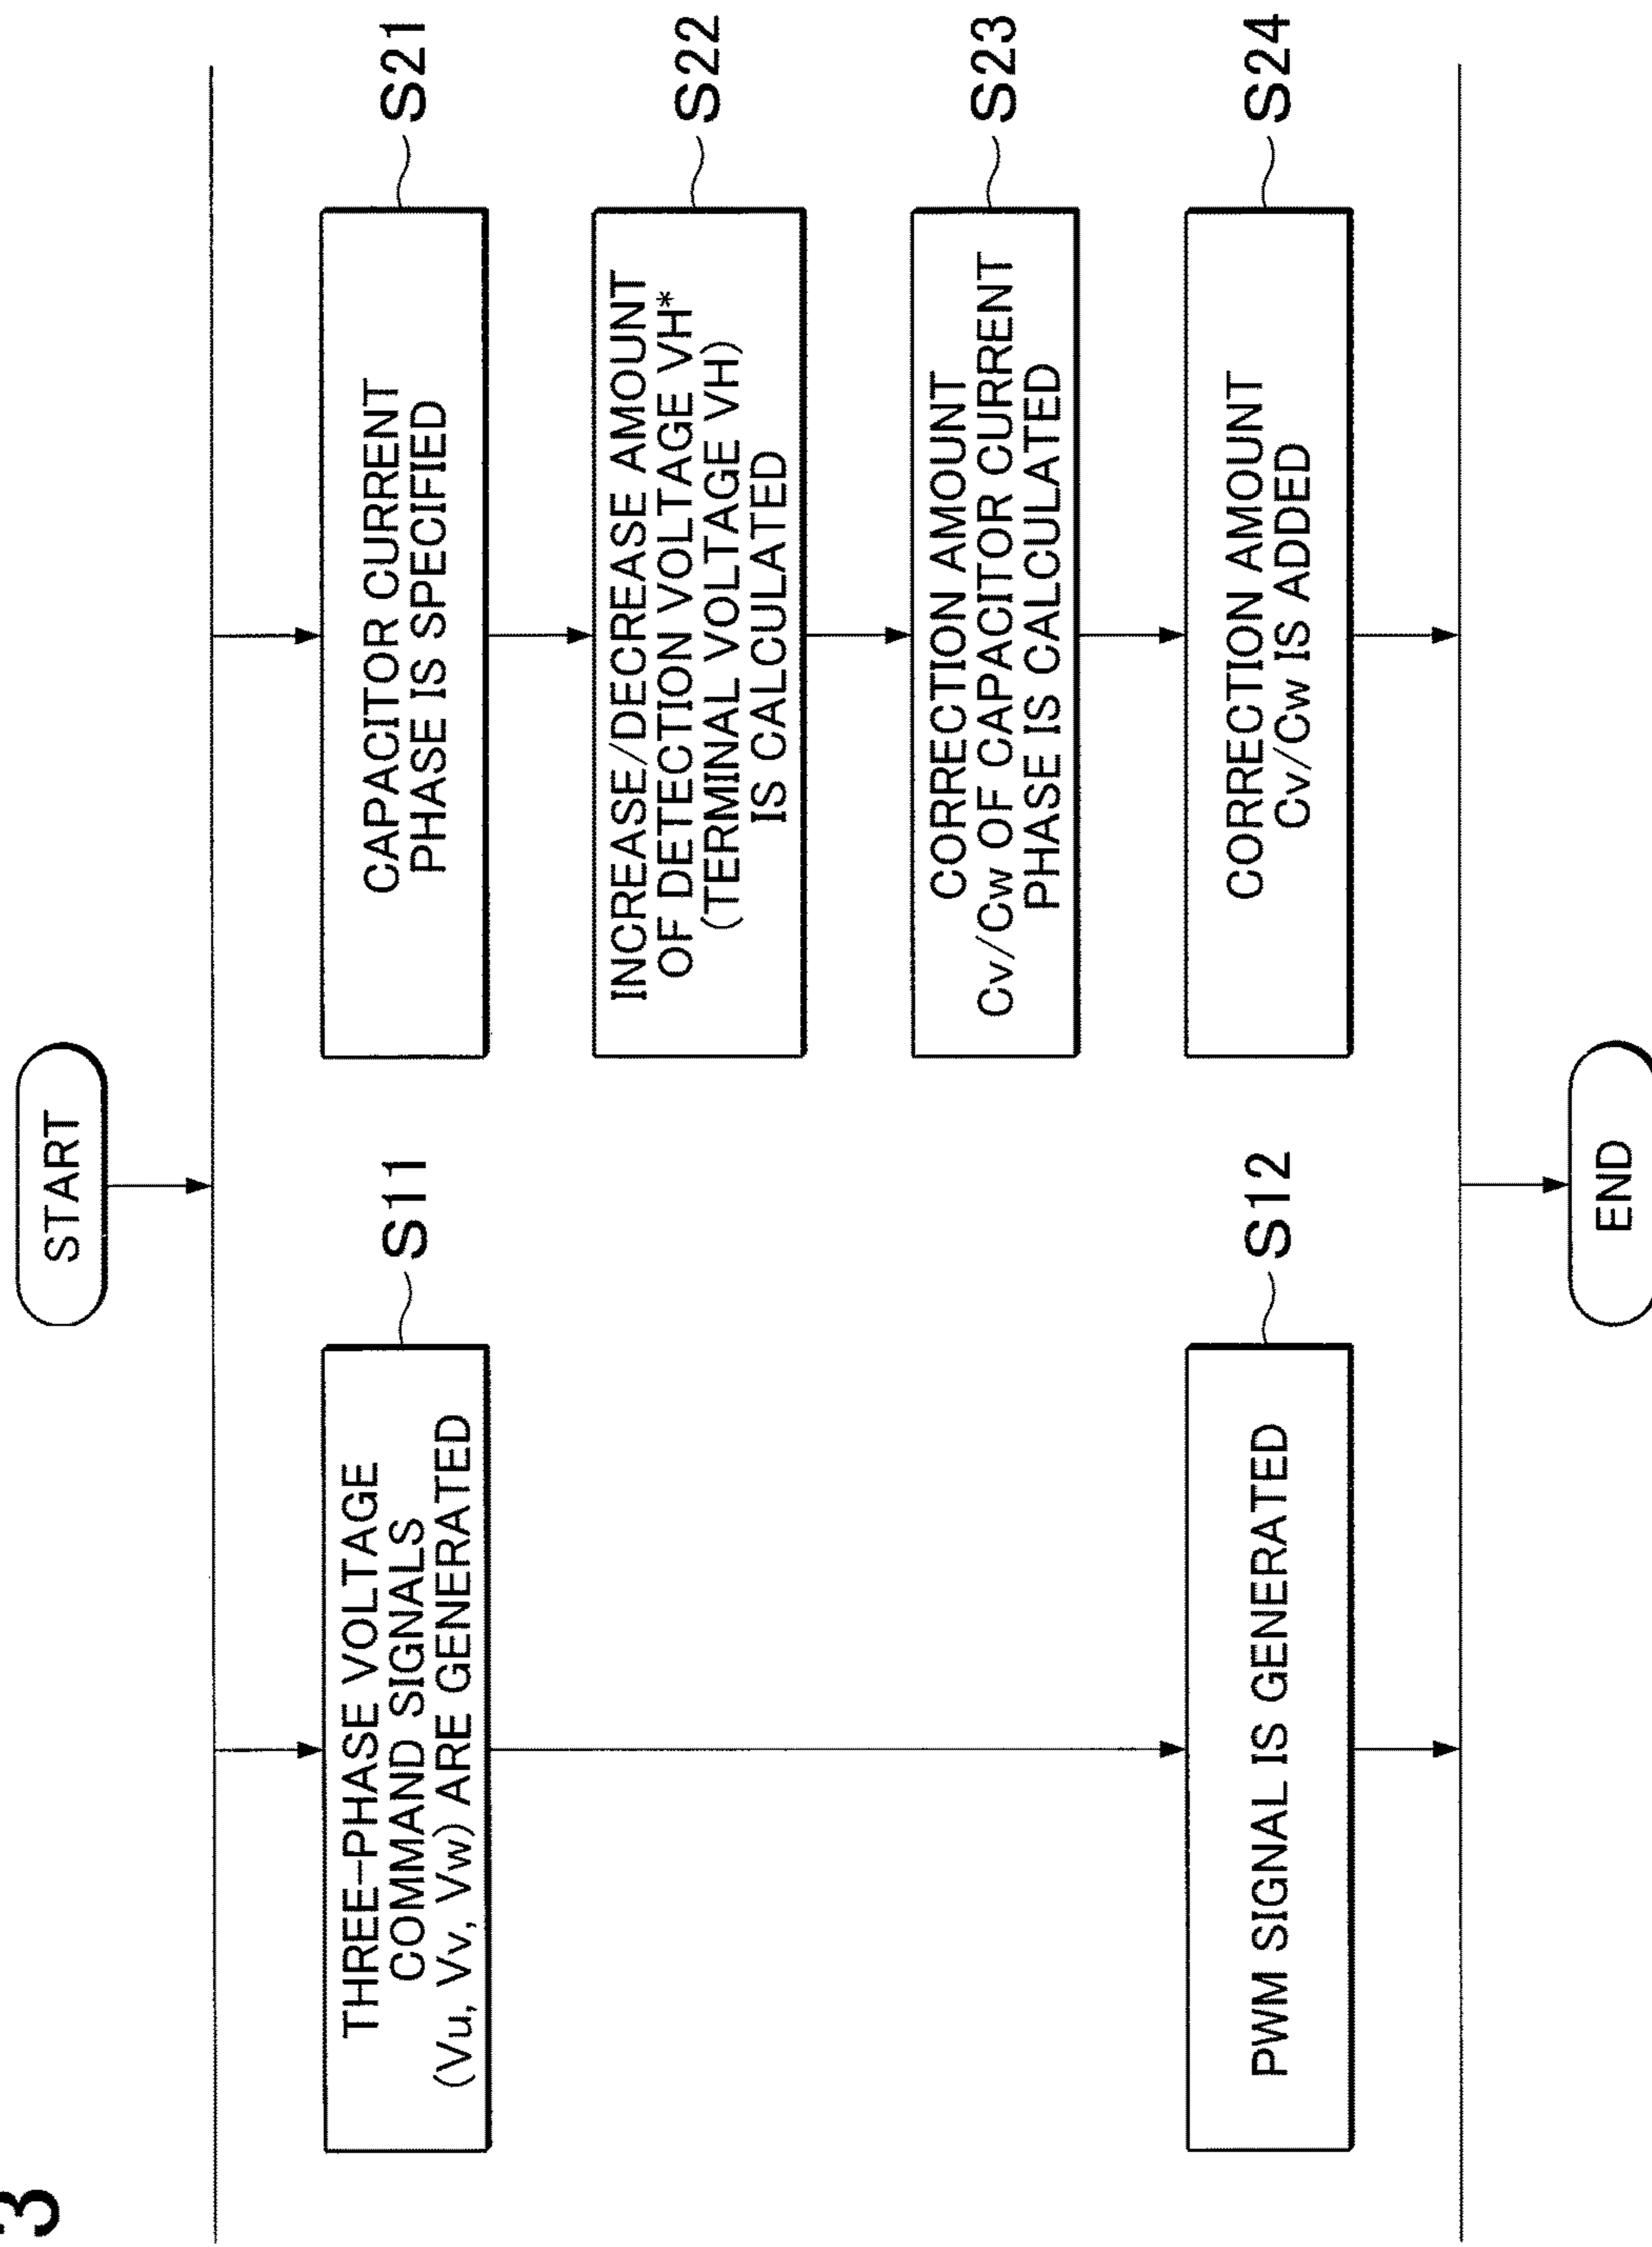 3
START
THREE-PHASE VOLTAGE
COMMAND SIGNALS
(Vu, Vv, Vw) ARE GENERATED
S11
PWM SIGNAL IS GENERATED
S12
CAPACITOR CURRENT
PHASE IS SPECIFIED
S21
INCREASE/DECREASE AMOUNT
OF DETECTION VOLTAGE VH*
(TERMINAL VOLTAGE VH)
IS CALCULATED
S22
CORRECTION AMOUNT
Cv/Cw OF CAPACITOR CURRENT
PHASE IS CALCULATED
S23
CORRECTION AMOUNT
Cv/Cw IS ADDED
S24
END